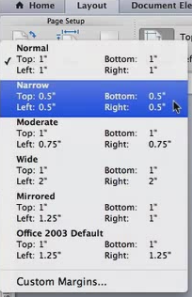 Home Layout Document Ele
Page Setup
Normal
Top: 1" Bottom: 1"
Left: 1" Right: 1"
Narrow
Top: 0.5" Bottom: 0.5"
Left: 0.5" Right: 0.5"
Moderate
Top: 1" Bottom: 1"
Left: 0.75" Right: 0.75"
Wide
Top: 1" Bottom: 1"
Left: 2" Right: 2"
Mirrored
Top: 1" Bottom: 1"
Left: 1.25" Right: 1"
Office 2003 Default
Top: 1" Bottom: 1"
Left: 1.25" Right: 1.25"
Custom Margins...